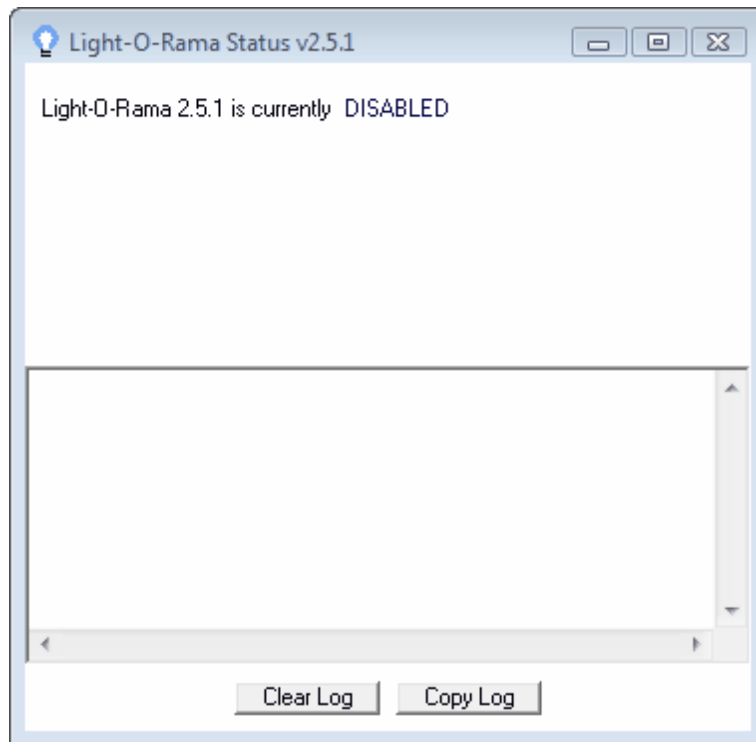 Light-O-Rama Status v2.5.1
Light-O-Rama 2.5.1 is currently DISABLED
Clear Log Copy Log